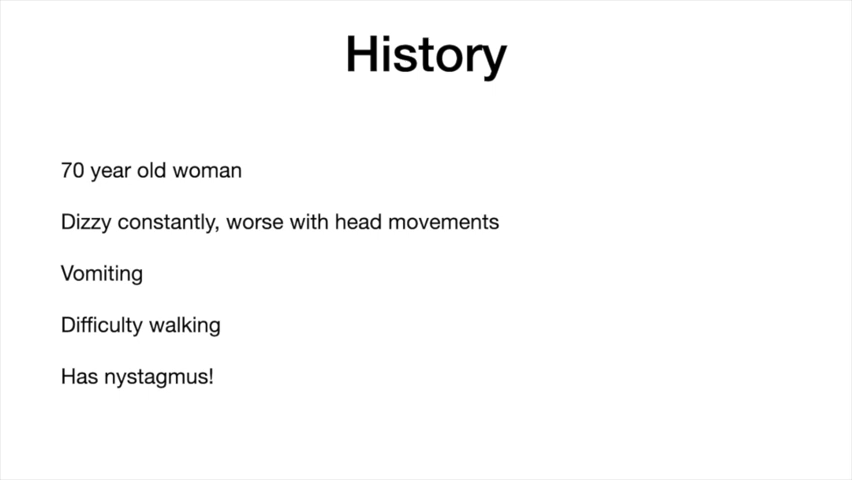 History
70 year old woman
Dizzy constantly, worse with head movements
Vomiting
Difficulty walking
Has nystagmus!